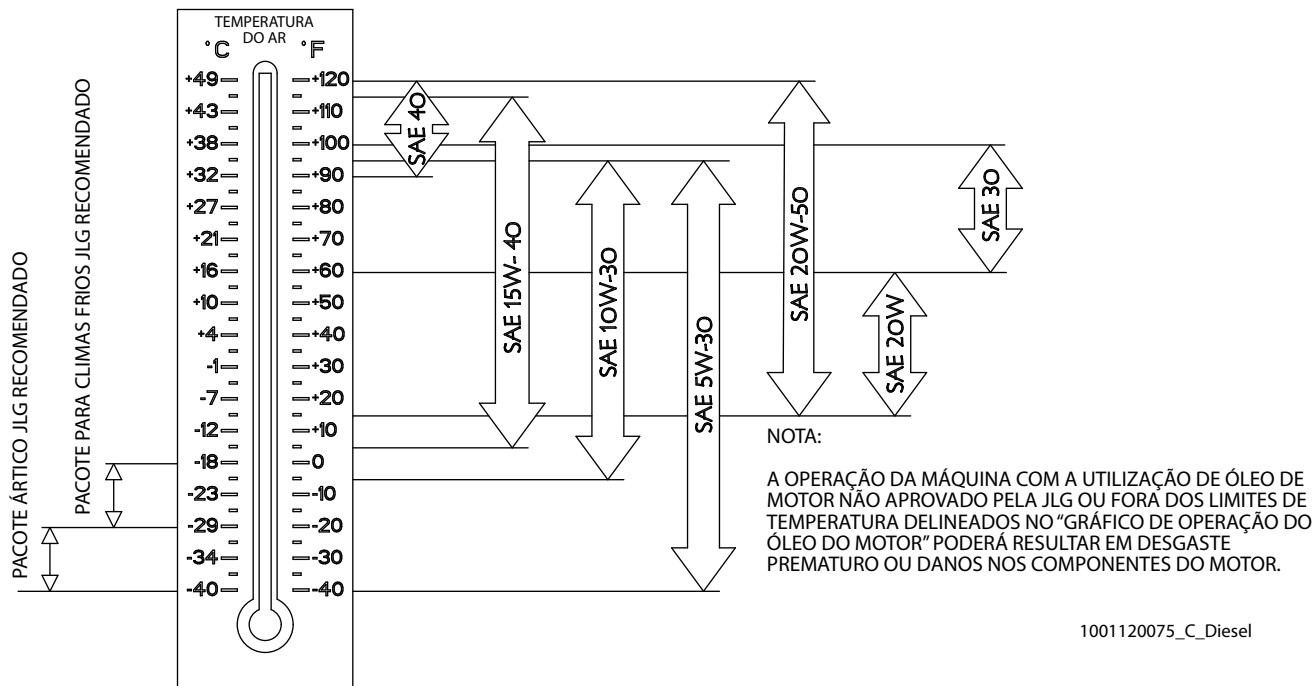 TEMPERATURA
DO AR
°C
°F
+49
+43
+38
+32
+27
+21
+16
+10
+4
-1
-7
-12
-18
-23
-29
-34
-40
+120
+110
+100
+90
+80
+70
+60
+50
+40
+30
+20
+10
0
-10
-20
-30
-40
PACOTE ÁRTICO JLG RECOMENDADO
PACOTE PARA CLIMAS FRIOS JLG RECOMENDADO
SAE 40
SAE 15W-40
SAE 10W-30
SAE 5W-30
SAE 20W-50
SAE 20W
SAE 30
NOTA:
A OPERAÇÃO DA MÁQUINA COM A UTILIZAÇÃO DE ÓLEO DE
MOTOR NÃO APROVADO PELA JLG OU FORA DOS LIMITES DE
TEMPERATURA DELINEADOS NO “GRÁFICO DE OPERAÇÃO DO
ÓLEO DO MOTOR” PODERÁ RESULTAR EM DESGASTE
PREMATURO OU DANOS NOS COMPONENTES DO MOTOR.
1001120075_C_Diesel